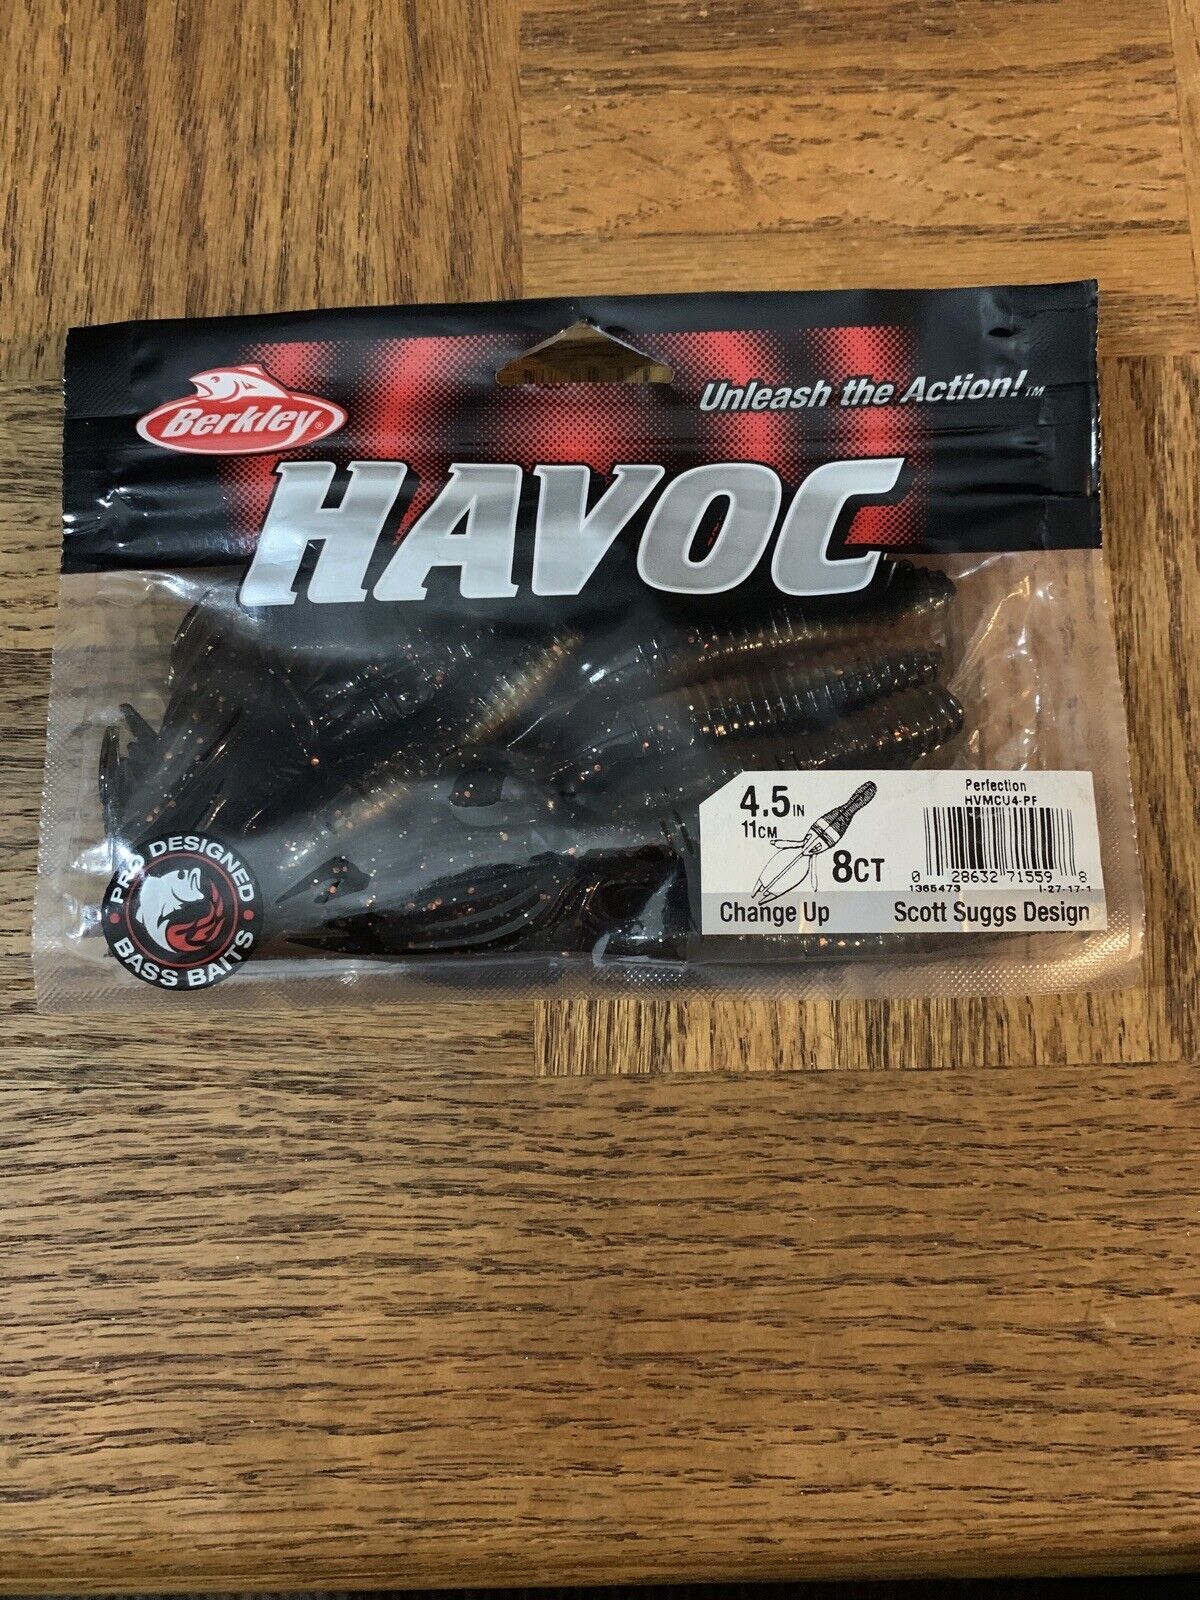 Berkley®
Unleash the Action!™
HAVOC
PRO DESIGNED
BASS BAITS
4.5 IN
11 CM
8CT
Perfection
HVMCU4-PF
0 28632 71559 8
1365473 1-27-17-1
Change Up Scott Suggs Design